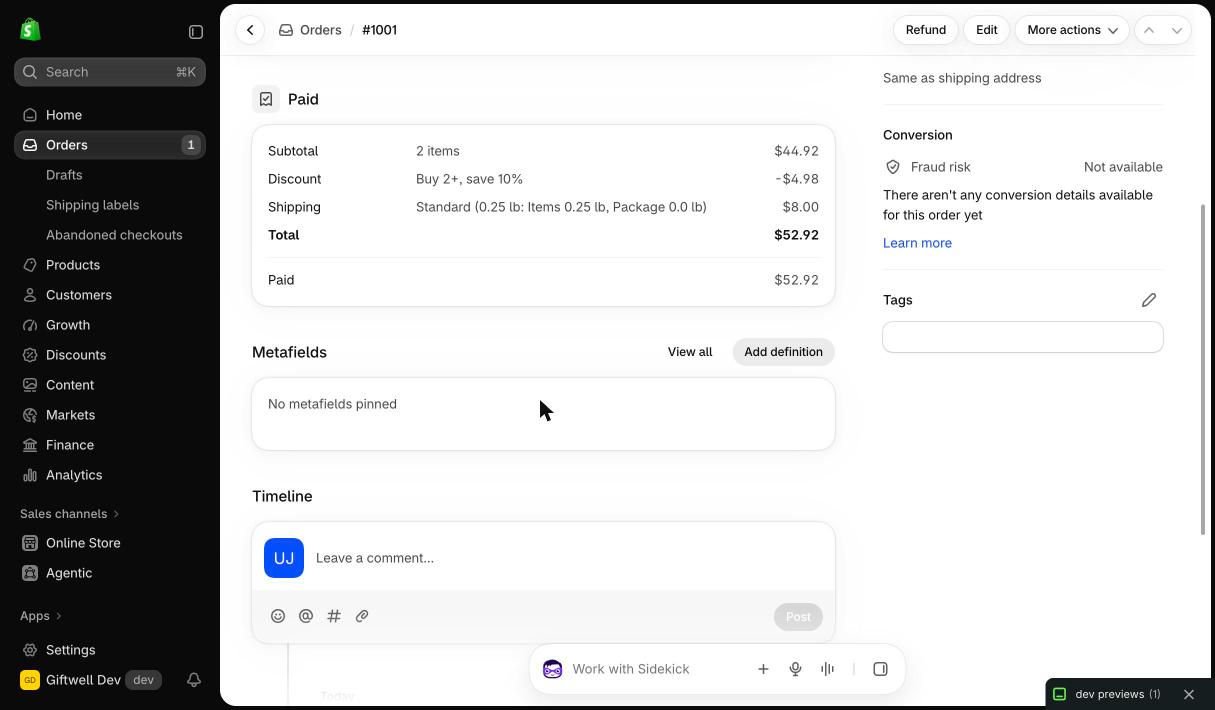 Search ⌘K
Home
Orders 1
Drafts
Shipping labels
Abandoned checkouts
Products
Customers
Growth
Discounts
Content
Markets
Finance
Analytics
Sales channels
Online Store
Agentic
Apps
Settings
GD Giftwell Dev dev
Orders / #1001
Refund Edit More actions
Paid
Subtotal 2 items $44.92
Discount Buy 2+, save 10% -$4.98
Shipping Standard (0.25 lb: Items 0.25 lb, Package 0.0 lb) $8.00
Total $52.92
Paid $52.92
Metafields View all Add definition
No metafields pinned
Timeline
UJ Leave a comment...
Post
Today
Work with Sidekick
Same as shipping address
Conversion
Fraud risk Not available
There aren't any conversion details available
for this order yet
Learn more
Tags
dev previews (1)